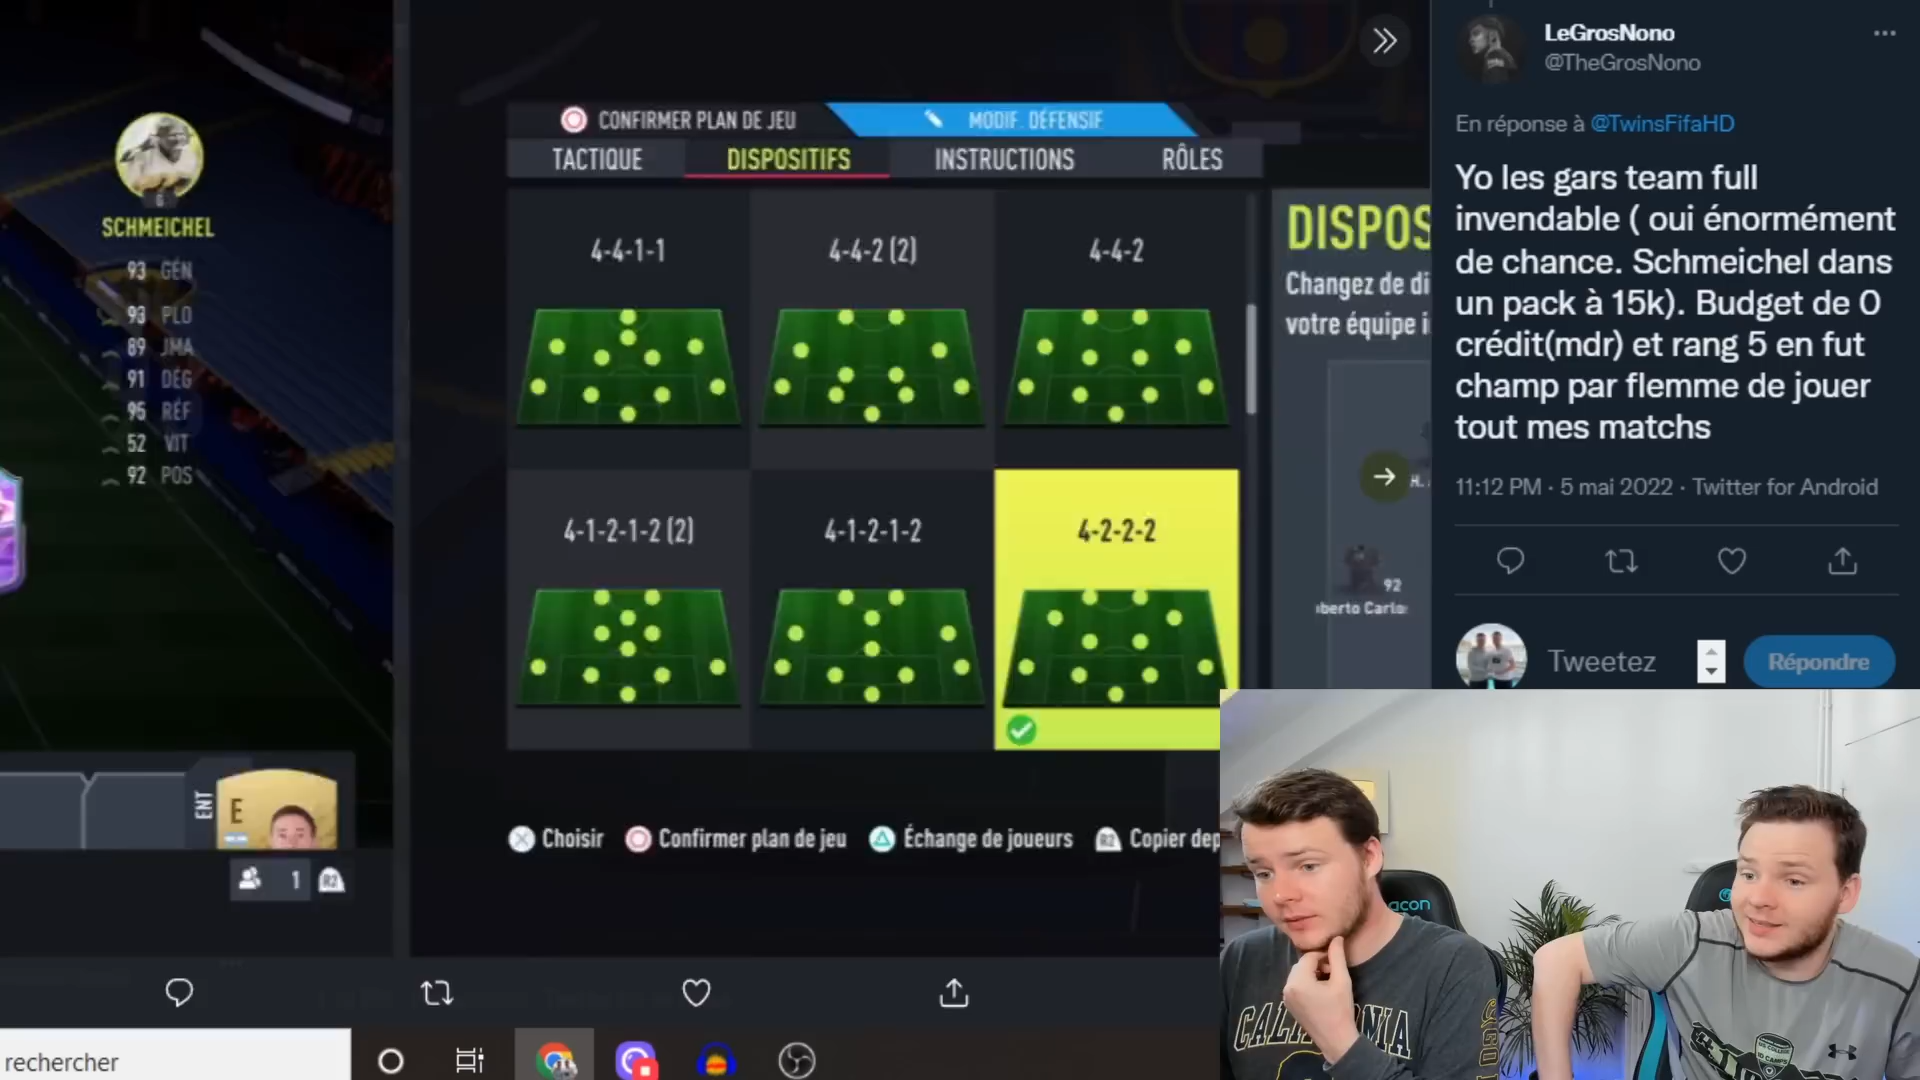 SCHMEICHEL
93 GÉN
93 PLO
89 JMA
91 DÉG
95 RÉF
52 VIT
92 POS
ENT
E
1
R2
CONFIRMER PLAN DE JEU
MODIF. DÉFENSIF
TACTIQUE
DISPOSITIFS
INSTRUCTIONS
RÔLES
4-4-1-1
4-4-2 (2)
4-4-2
4-1-2-1-2 (2)
4-1-2-1-2
4-2-2-2
DISPOS
Changez de di
votre équipe i
H.
92
berto Carlo
Choisir
Confirmer plan de jeu
Échange de joueurs
R2 Copier dep
rechercher
LeGrosNono
@TheGrosNono
En réponse à @TwinsFifaHD
Yo les gars team full
invendable ( oui énormément
de chance. Schmeichel dans
un pack à 15k). Budget de 0
crédit(mdr) et rang 5 en fut
champ par flemme de jouer
tout mes matchs
11:12 PM · 5 mai 2022 · Twitter for Android
Tweetez
Répondre
acon
CALIFORNIA